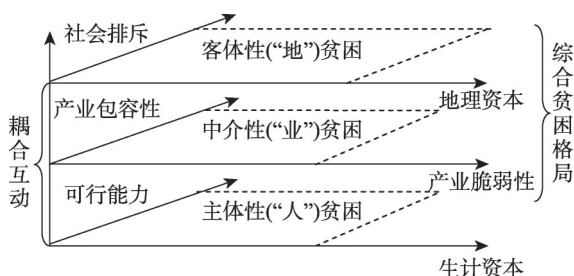 社会排斥
客体性(“地”)贫困
地理资本
产业包容性
中介性(“业”)贫困
产业脆弱性
可行能力
主体性(“人”)贫困
生计资本
耦合互动
综合贫困格局